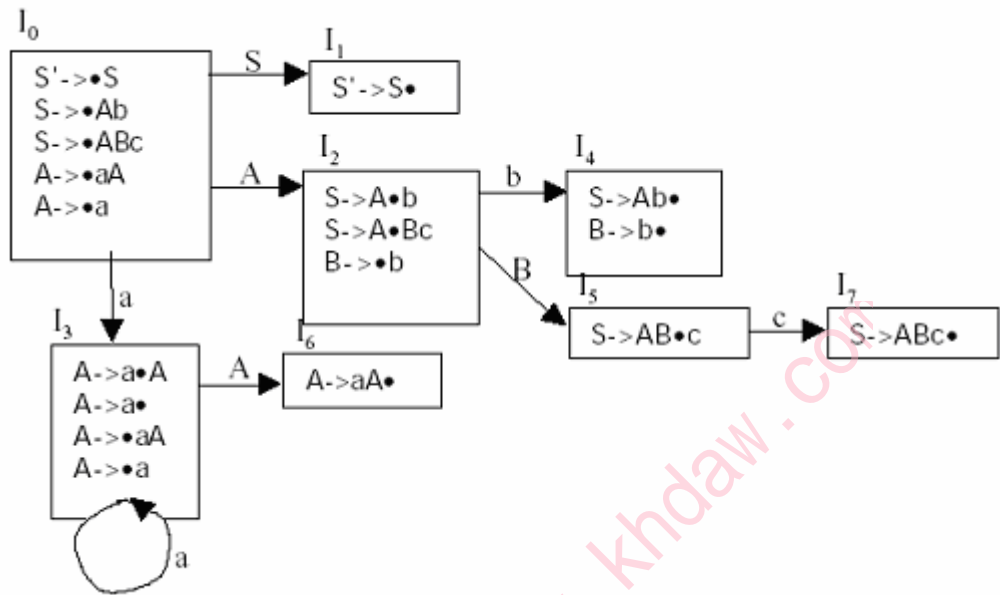 I0
S'->•S
S->•Ab
S->•ABc
A->•aA
A->•a
S
I1
S'->S•
A
I2
S->A•b
S->A•Bc
B->•b
b
I4
S->Ab•
B->b•
B
I5
S->AB•c
c
I7
S->ABc•
a
I3
A->a•A
A->a•
A->•aA
A->•a
A
I6
A->aA•
a
khdaw.com